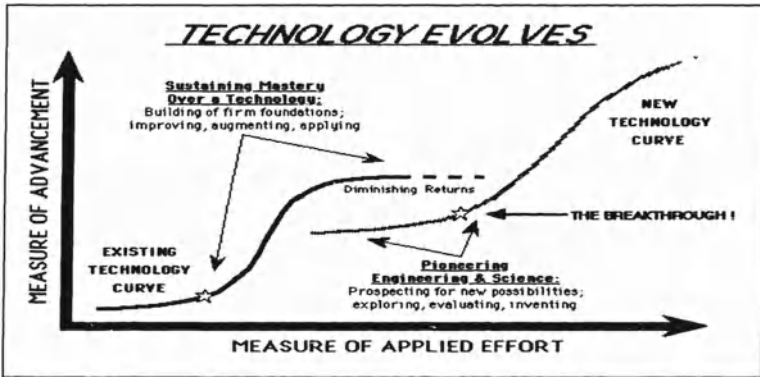 TECHNOLOGY EVOLVES
Sustaining Mastery
Over a Technology:
Building of firm foundations;
improving, augmenting, applying
NEW
TECHNOLOGY
CURVE
Diminishing Returns
THE BREAKTHROUGH !
EXISTING
TECHNOLOGY
CURVE
Pioneering
Engineering & Science:
Prospecting for new possibilities;
exploring, evaluating, inventing
MEASURE OF ADVANCEMENT
MEASURE OF APPLIED EFFORT